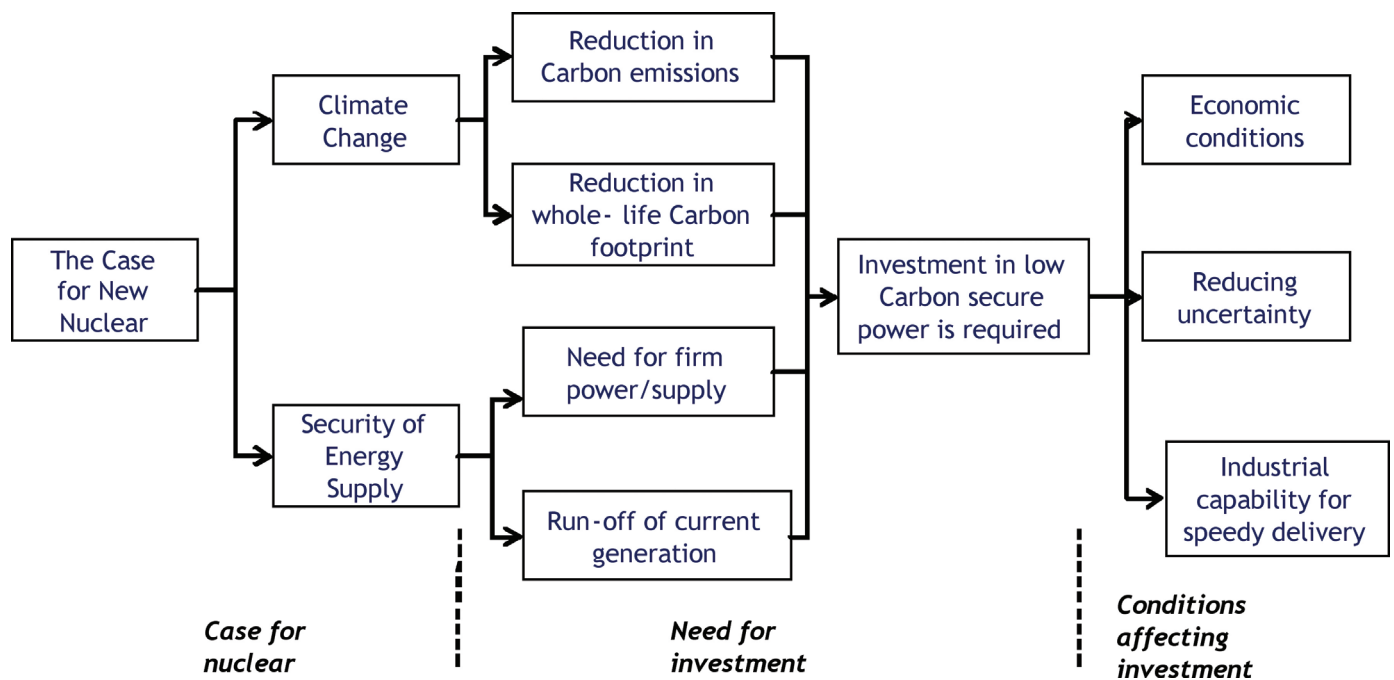 The Case
for New
Nuclear
Climate
Change
Security of
Energy
Supply
Reduction in
Carbon emissions
Reduction in
whole- life Carbon
footprint
Need for firm
power/supply
Run-off of current
generation
Investment in low
Carbon secure
power is required
Economic
conditions
Reducing
uncertainty
Industrial
capability for
speedy delivery
Case for
nuclear
Need for
investment
Conditions
affecting
investment